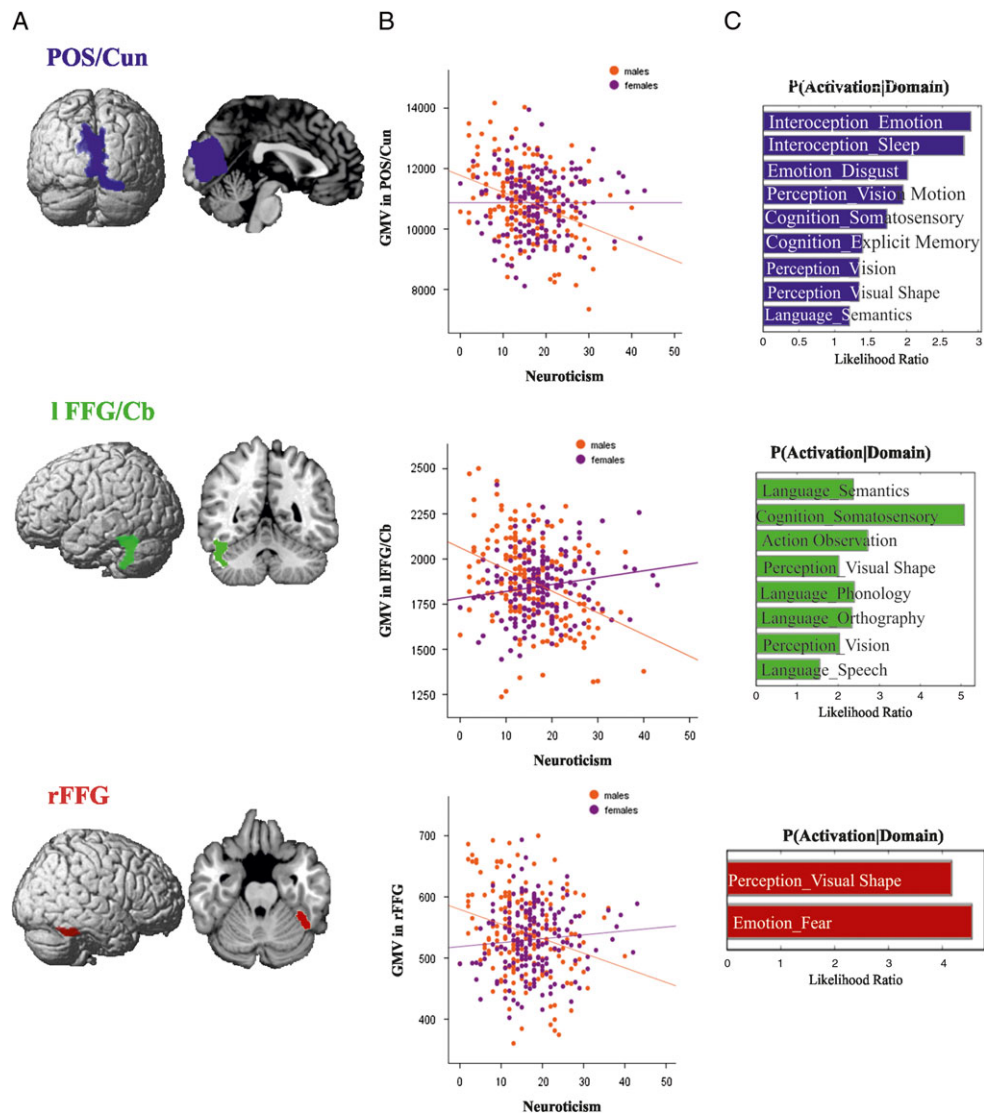 A
B
C
POS/Cun
males
females
14000
12000
11000
10000
8000
GMV in POS/Cun
0
10
20
30
40
50
Neuroticism
P(Activation|Domain)
Interoception_Emotion
Interoception_Sleep
Emotion_Disgust
Perception_Vision Motion
Cognition_Somatosensory
Cognition_Explicit Memory
Perception_Vision
Perception_Visual Shape
Language_Semantics
0
0.5
1
1.5
2
2.5
3
Likelihood Ratio
l FFG/Cb
males
females
2500
2250
2000
1750
1500
1250
GMV in lFFG/Cb
0
10
20
30
40
50
Neuroticism
P(Activation|Domain)
Language_Semantics
Cognition_Somatosensory
Action Observation
Perception_Visual Shape
Language_Phonology
Language_Orthography
Perception_Vision
Language_Speech
0
1
2
3
4
5
Likelihood Ratio
rFFG
males
females
700
600
500
400
GMV in rFFG
0
10
20
30
40
50
Neuroticism
P(Activation|Domain)
Perception_Visual Shape
Emotion_Fear
0
1
2
3
4
Likelihood Ratio